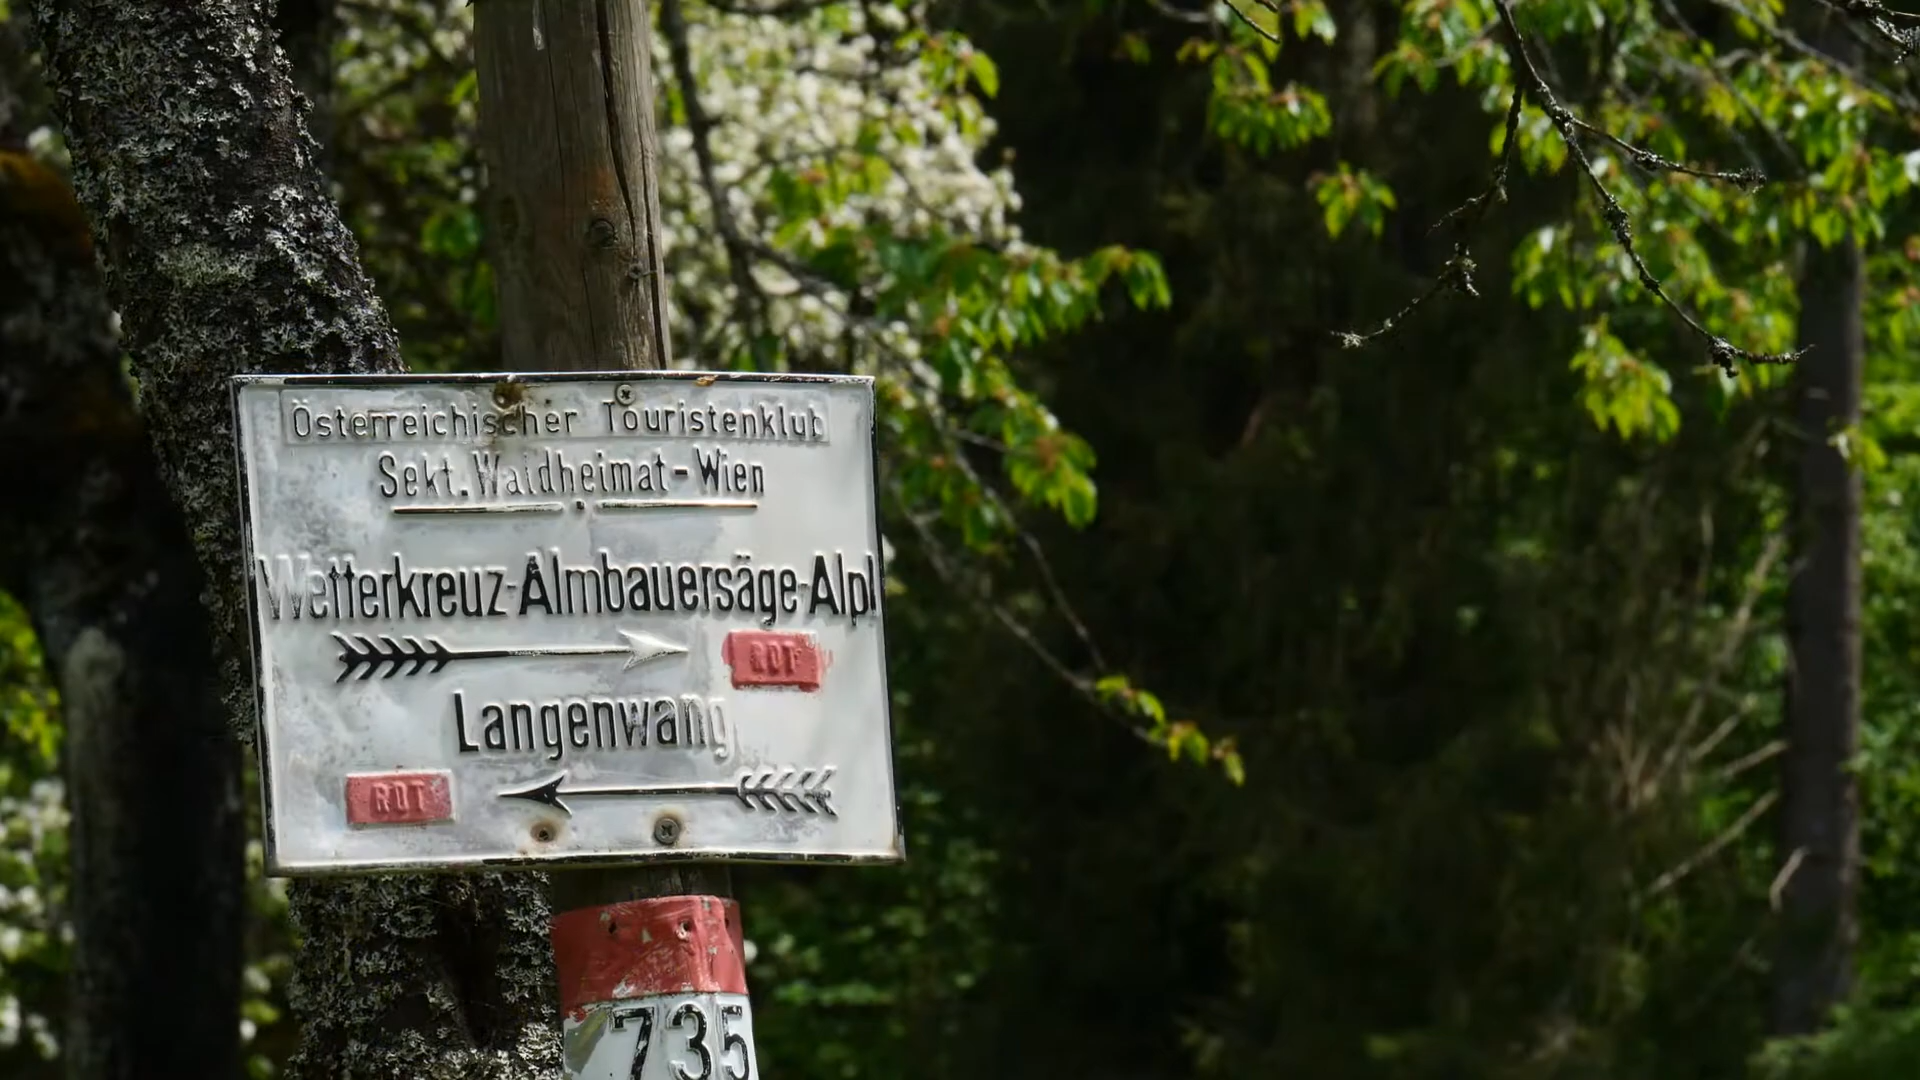 Österreichischer Touristenklub
Sekt. Waldheimat-Wien
Wetterkreuz-Almbauersäge-Alpl
ROT
Langenwang
ROT
735